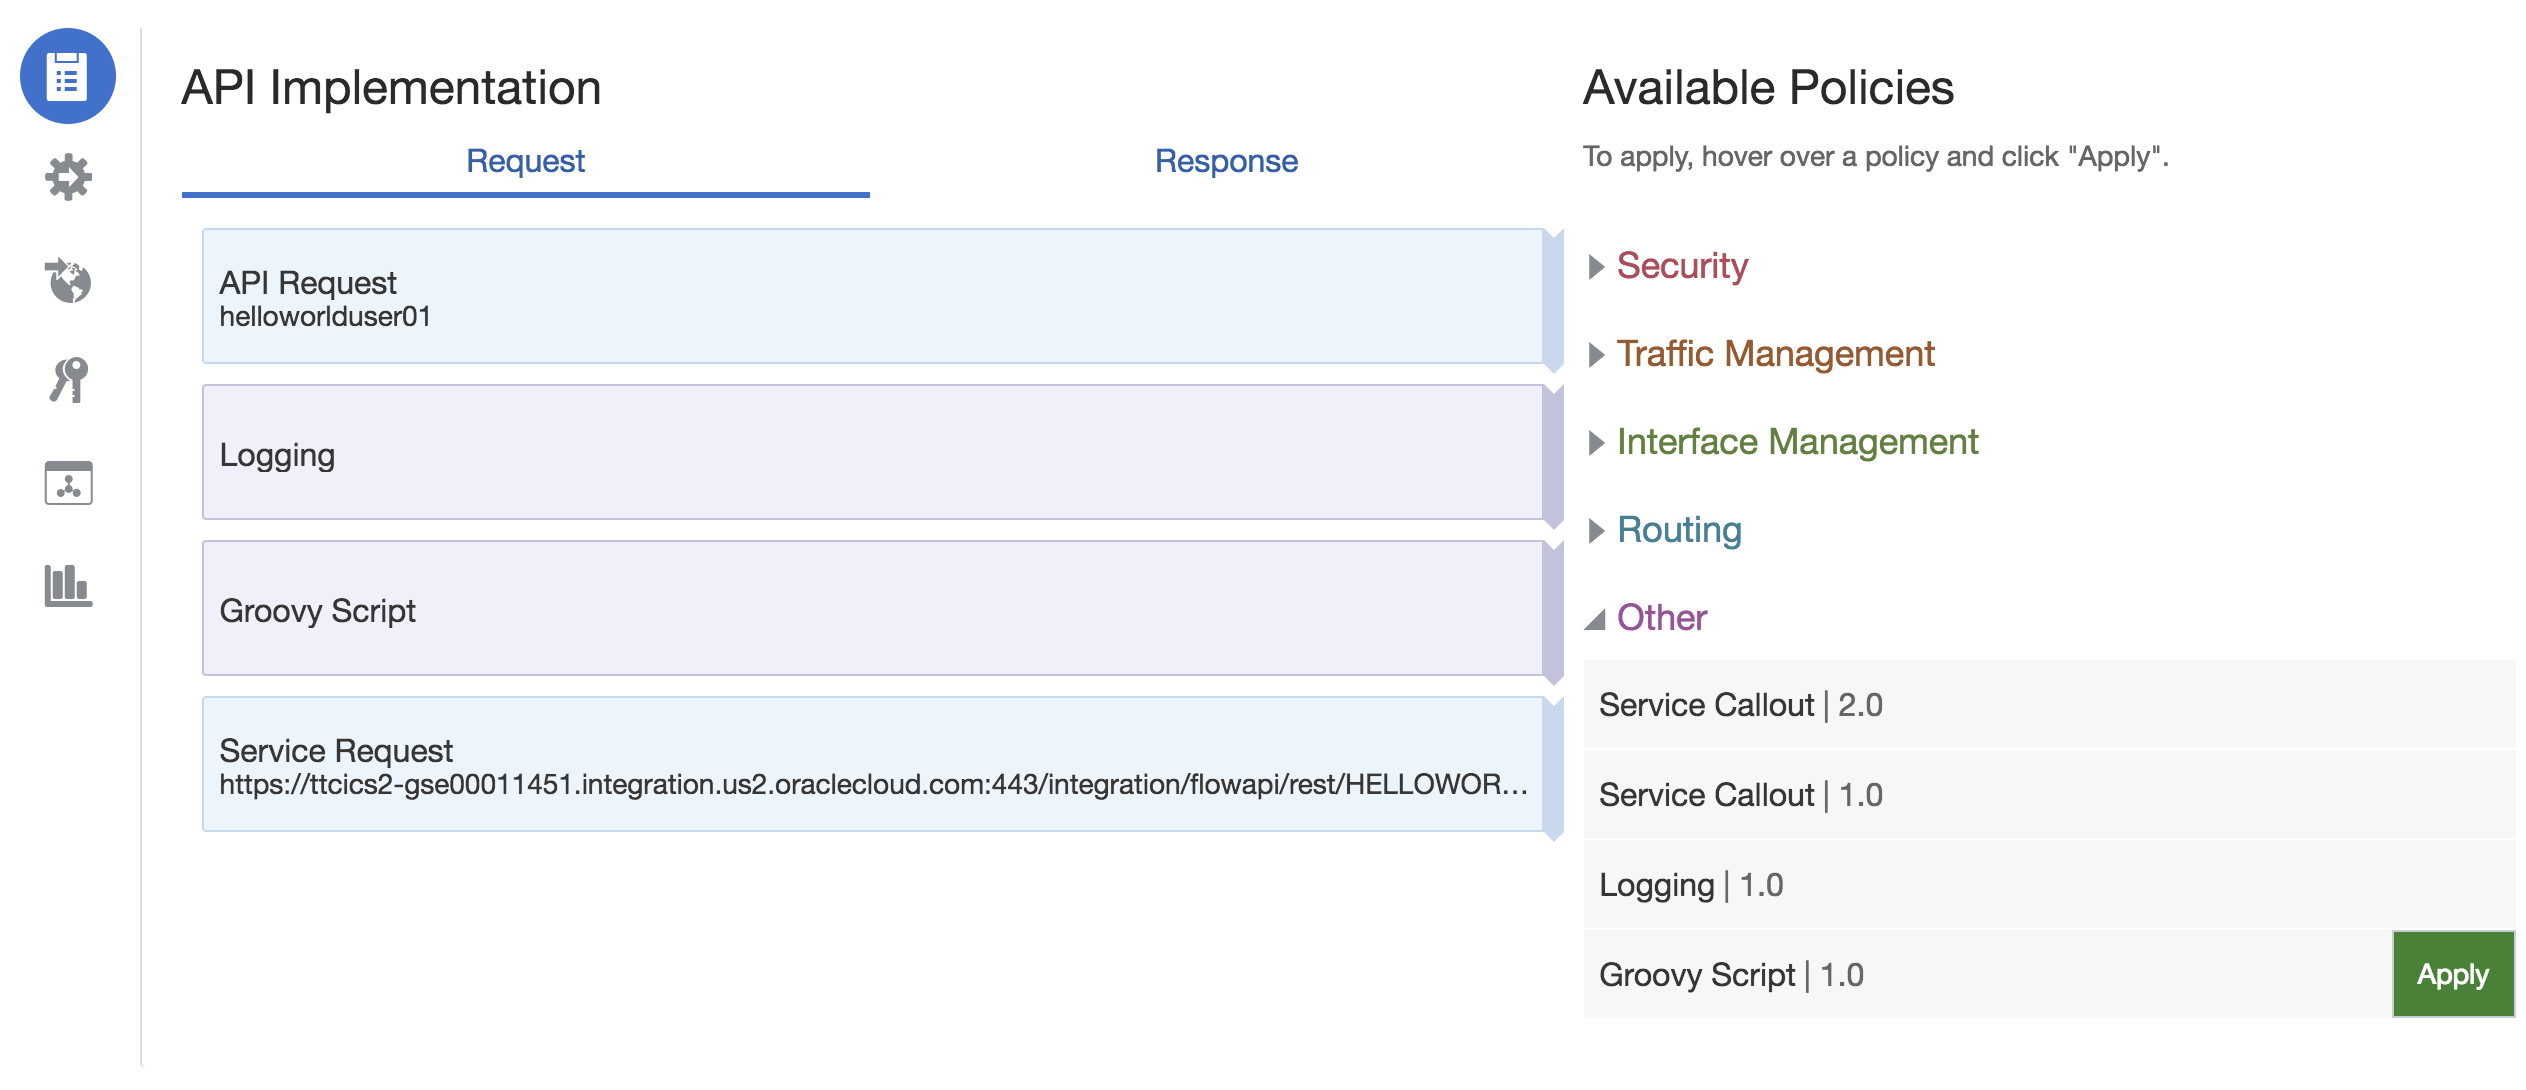 API Implementation
Request
Response
API Request
helloworlduser01
Logging
Groovy Script
Service Request
https://ttcics2-gse00011451.integration.us2.oraclecloud.com:443/integration/flowapi/rest/HELLOWOR...
Available Policies
To apply, hover over a policy and click "Apply".
Security
Traffic Management
Interface Management
Routing
Other
Service Callout | 2.0
Service Callout | 1.0
Logging | 1.0
Groovy Script | 1.0
Apply